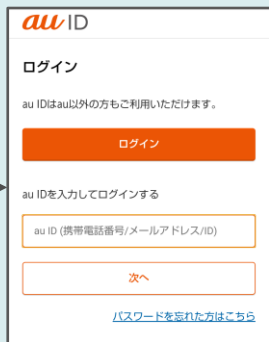 au ID
ログイン
au IDはau以外の方もご利用いただけます。
ログイン
au IDを入力してログインする
au ID (携帯電話番号/メールアドレス/ID)
次へ
パスワードを忘れた方はこちら